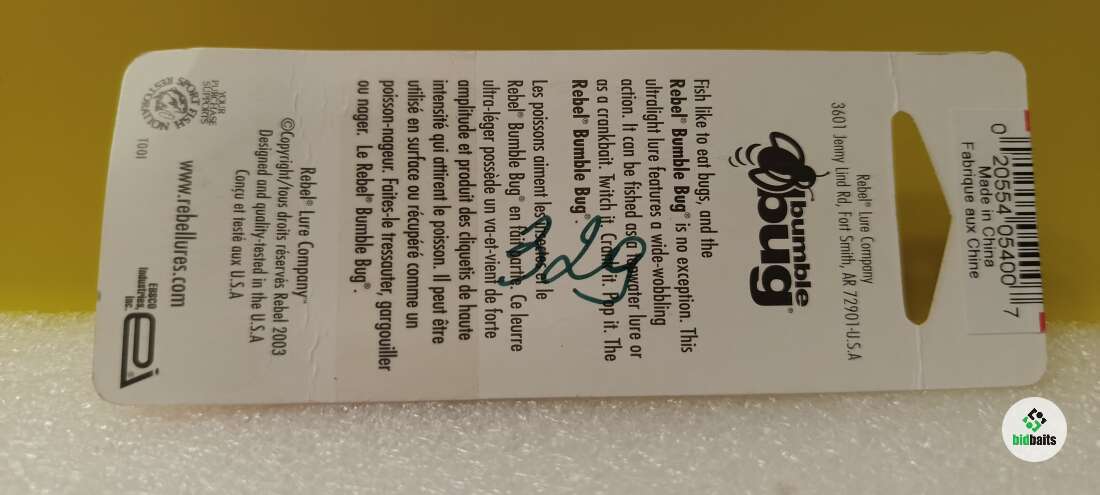 0 20554 05400 7
Made in China
Fabrique aux Chine
Rebel® Lure Company
3601 Jenny Lind Rd, Fort Smith, AR 72901-U.S.A
bumble
bug®
Fish like to eat bugs, and the
Rebel® Bumble Bug® is no exception. This
ultralight lure features a wide-wobbling
action. It can be fished as a topwater lure or
as a crankbait. Twitch it. Crank it. Pop it. The
Rebel® Bumble Bug®.
Les poissons aiment les insectes, et le
Rebel® Bumble Bug® en fait partie. Ce leurre
ultra-léger possède un va-et-vient de forte
amplitude et produit des cliquetis de haute
intensité qui attirent le poisson. Il peut être
utilisé en surface ou récupéré comme un
poisson-nageur. Faites-le tressauter, gargouiller
ou nager. Le Rebel® Bumble Bug®.
329
Rebel® Lure Company™
©Copyright/tous droits réservés Rebel 2003
Designed and quality-tested in the U.S.A
Conçu et testé aux U.S.A
www.rebellures.com
YOUR
PURCHASE
SUPPORTS
SPORT FISH
RESTORATION
T001
EBSCO
Industries,
Inc.
ei®
bidbaits